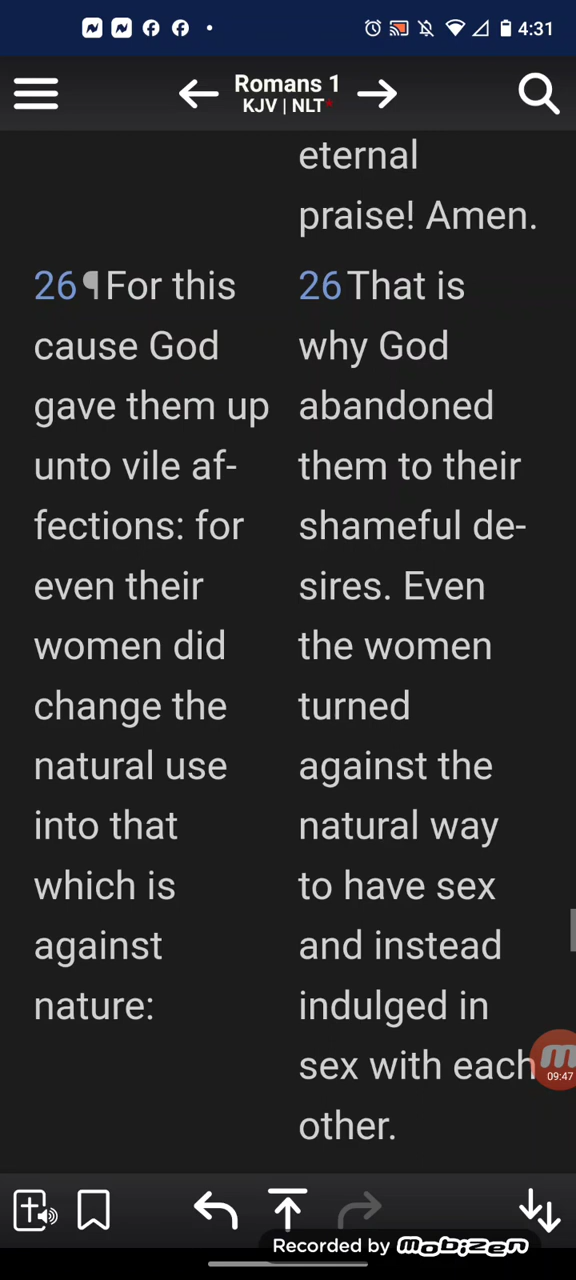 4:31
Romans 1
KJV | NLT*
eternal
praise! Amen.
26 ¶ For this
cause God
gave them up
unto vile af-
fections: for
even their
women did
change the
natural use
into that
which is
against
nature:
26 That is
why God
abandoned
them to their
shameful de-
sires. Even
the women
turned
against the
natural way
to have sex
and instead
indulged in
sex with each
other.
09:47
Recorded by mobizen